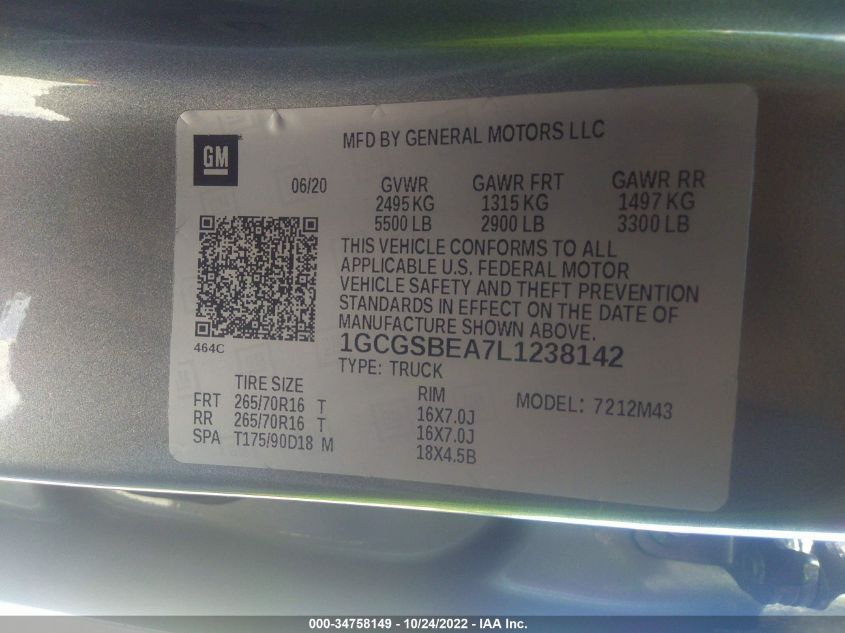 MFD BY GENERAL MOTORS LLC
GM
06/20
GVWR GAWR FRT GAWR RR
2495 KG 1315 KG 1497 KG
5500 LB 2900 LB 3300 LB
THIS VEHICLE CONFORMS TO ALL
APPLICABLE U.S. FEDERAL MOTOR
VEHICLE SAFETY AND THEFT PREVENTION
STANDARDS IN EFFECT ON THE DATE OF
MANUFACTURE SHOWN ABOVE.
464C
1GCGSBEA7L1238142
TYPE: TRUCK
TIRE SIZE RIM MODEL: 7212M43
FRT 265/70R16 T 16X7.0J
RR 265/70R16 T 16X7.0J
SPA T175/90D18 M 18X4.5B
000-34758149 - 10/24/2022 - IAA Inc.